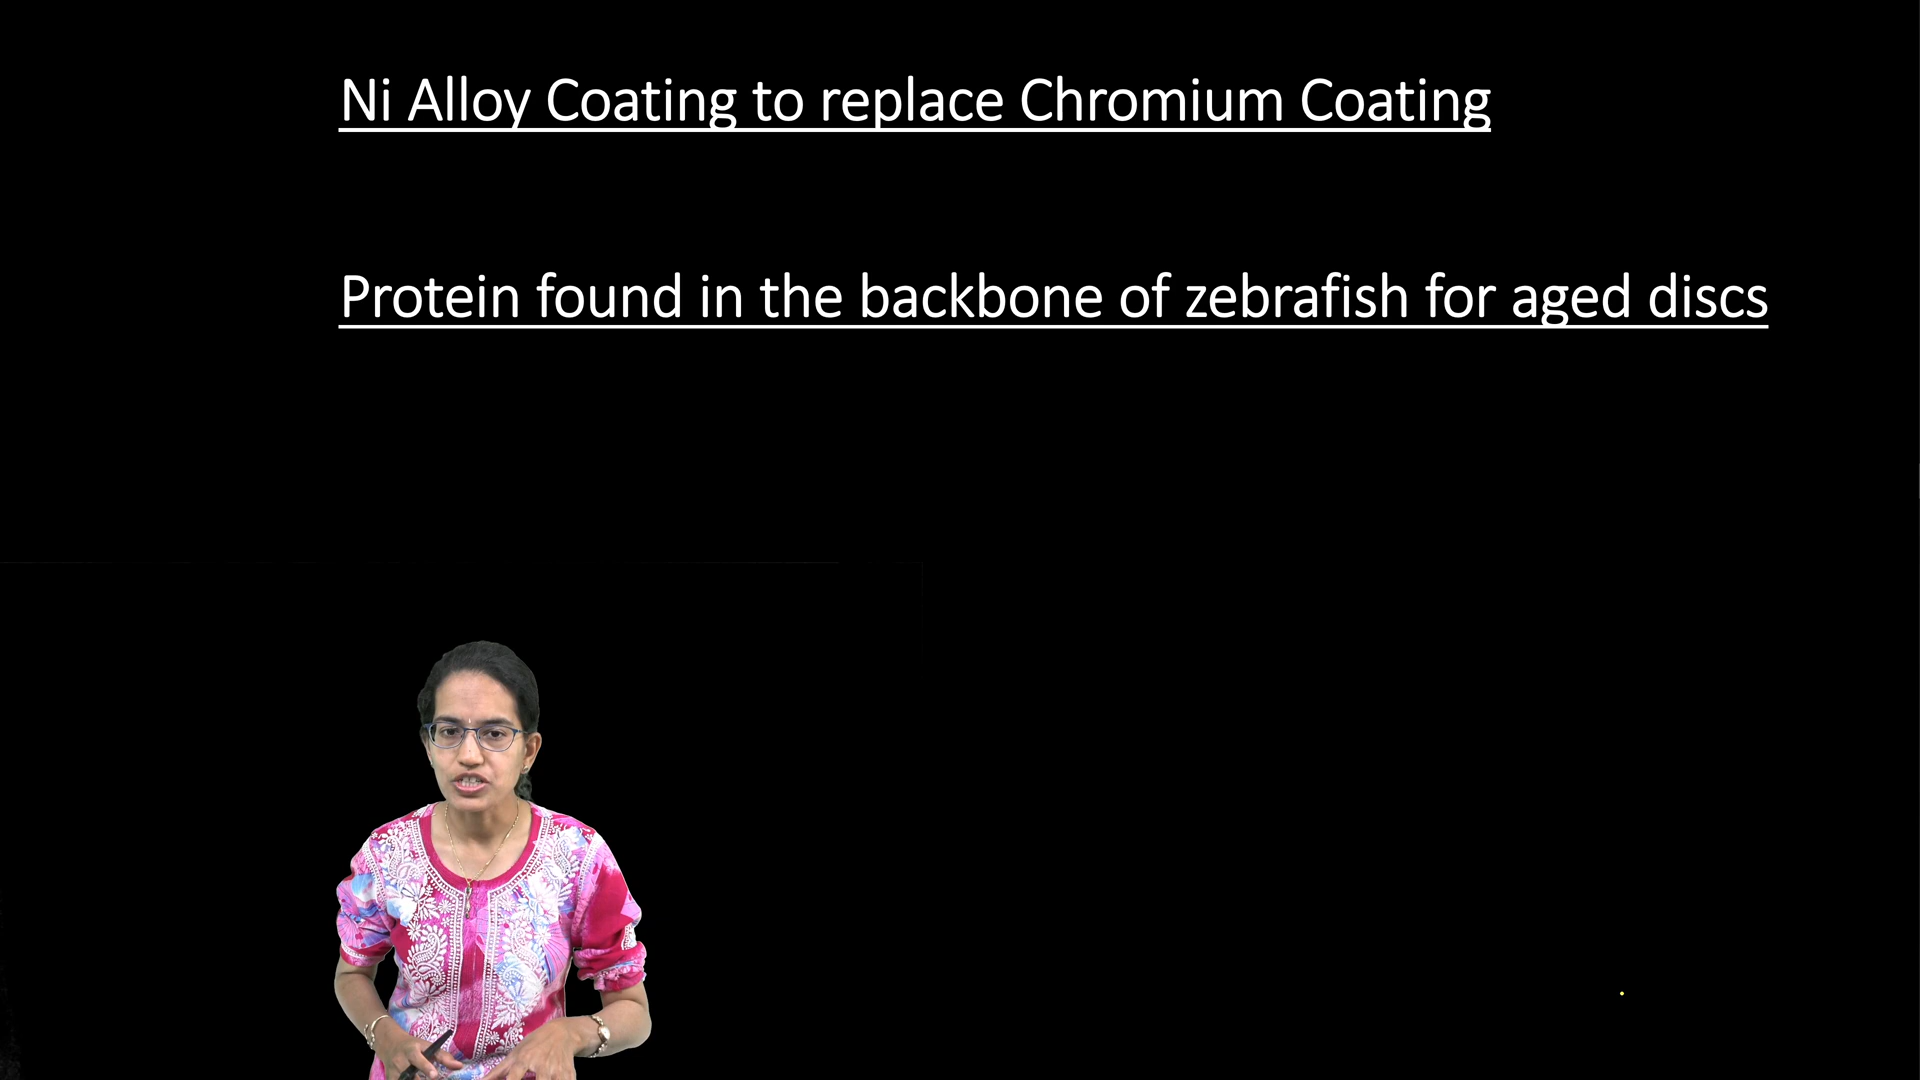 Ni Alloy Coating to replace Chromium Coating
Protein found in the backbone of zebrafish for aged discs